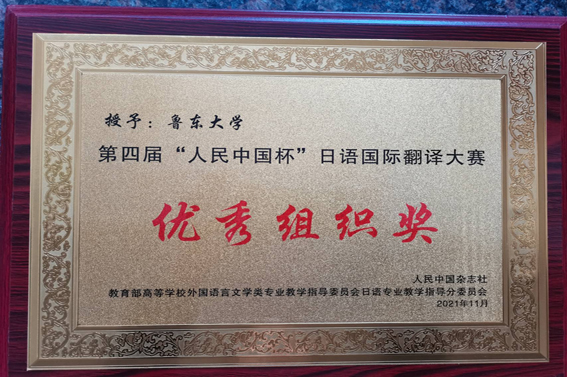 授予：鲁东大学
第四届“人民中国杯”日语国际翻译大赛
优秀组织奖
人民中国杂志社
教育部高等学校外国语言文学类专业教学指导委员会日语专业教学指导分委员会
2021年11月